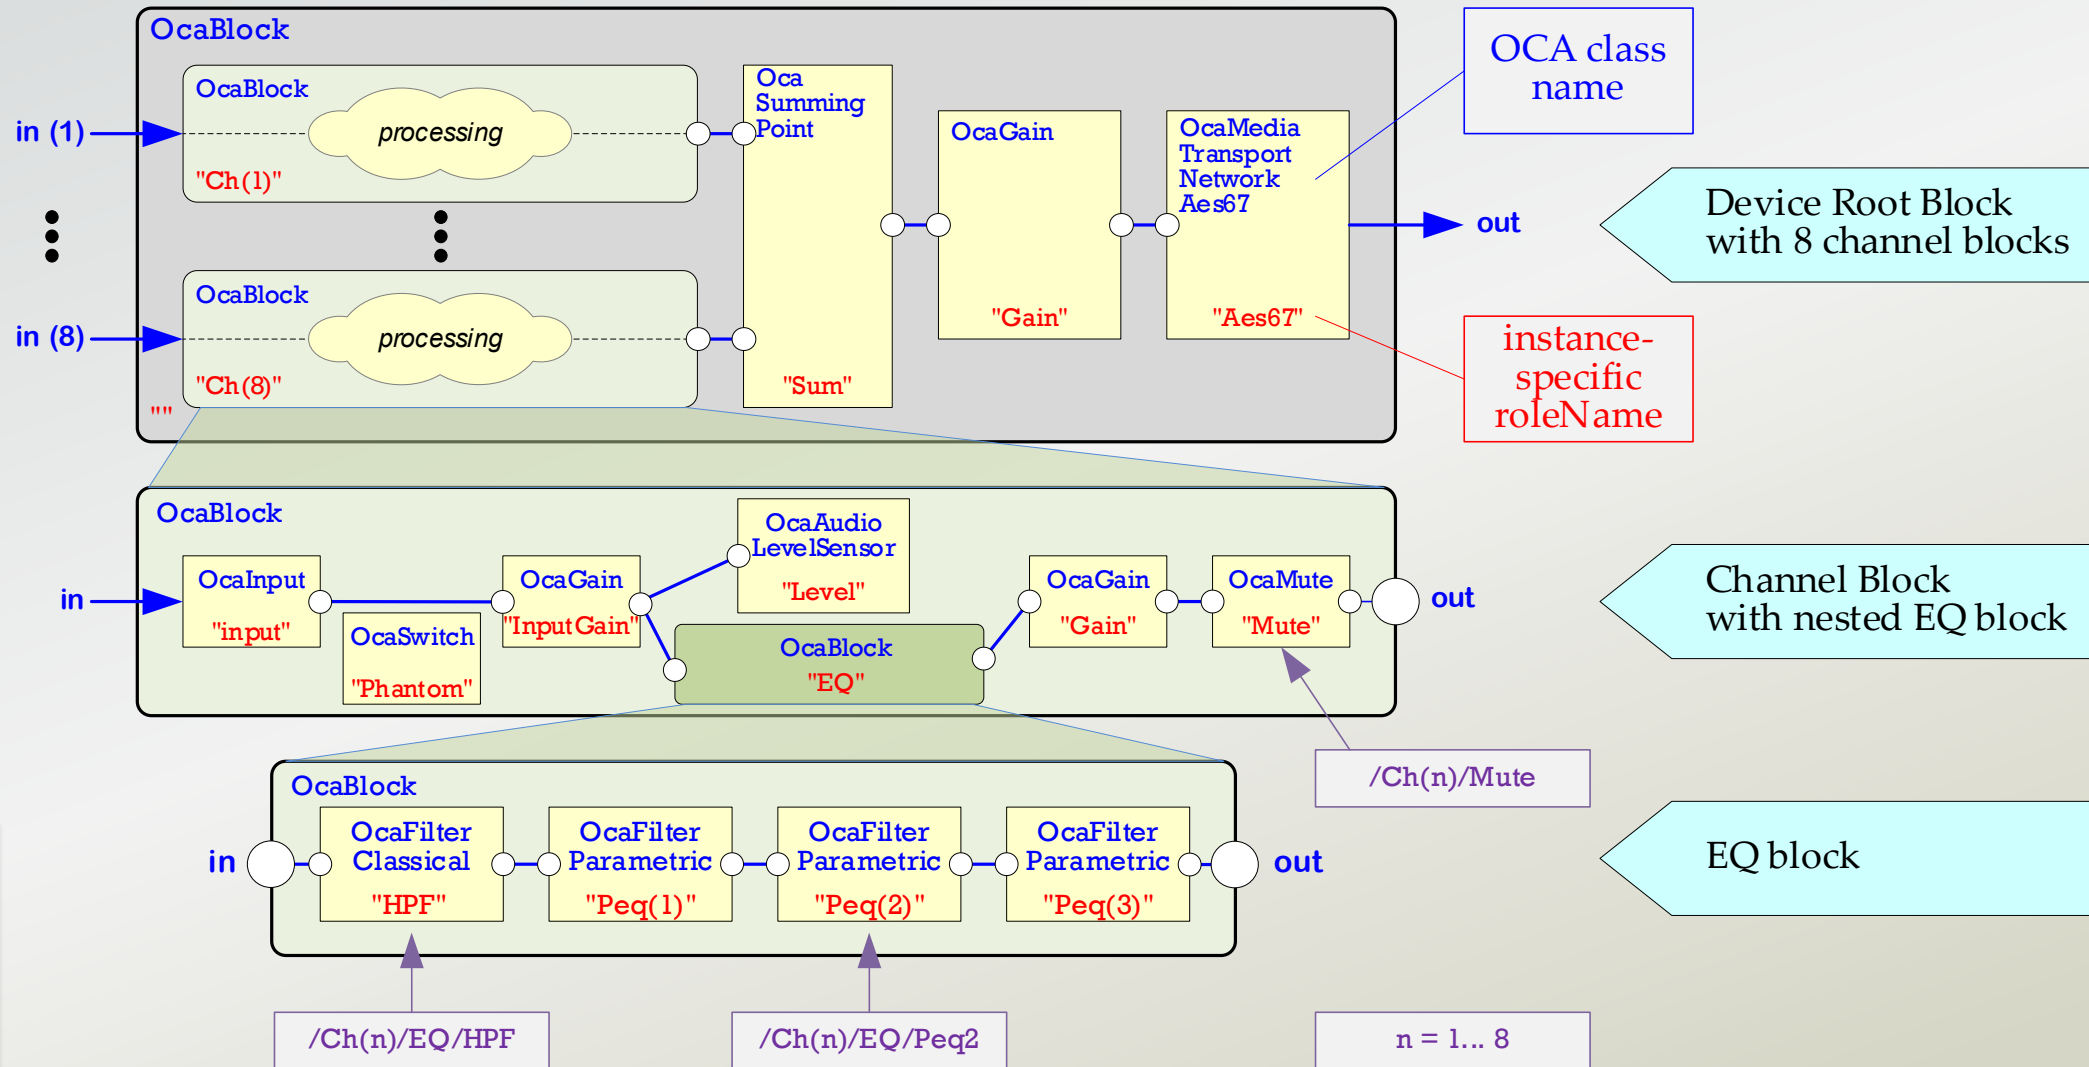 OcaBlock
OcaBlock
in (1)
processing
"Ch(1)"
OcaBlock
in (8)
processing
"Ch(8)"
""
Oca
Summing
Point
"Sum"
OcaGain
"Gain"
OcaMedia
Transport
Network
Aes67
"Aes67"
out
OCA class
name
Device Root Block
with 8 channel blocks
instance-
specific
roleName
OcaBlock
in
OcaInput
"input"
OcaSwitch
"Phantom"
OcaGain
"Input Gain"
OcaAudio
LevelSensor
"Level"
OcaBlock
"EQ"
OcaGain
"Gain"
OcaMute
"Mute"
out
Channel Block
with nested EQ block
/Ch(n)/Mute
OcaBlock
in
OcaFilter
Classical
"HPF"
OcaFilter
Parametric
"Peq(1)"
OcaFilter
Parametric
"Peq(2)"
OcaFilter
Parametric
"Peq(3)"
out
EQ block
/Ch(n)/EQ/HPF
/Ch(n)/EQ/Peq2
n = 1... 8